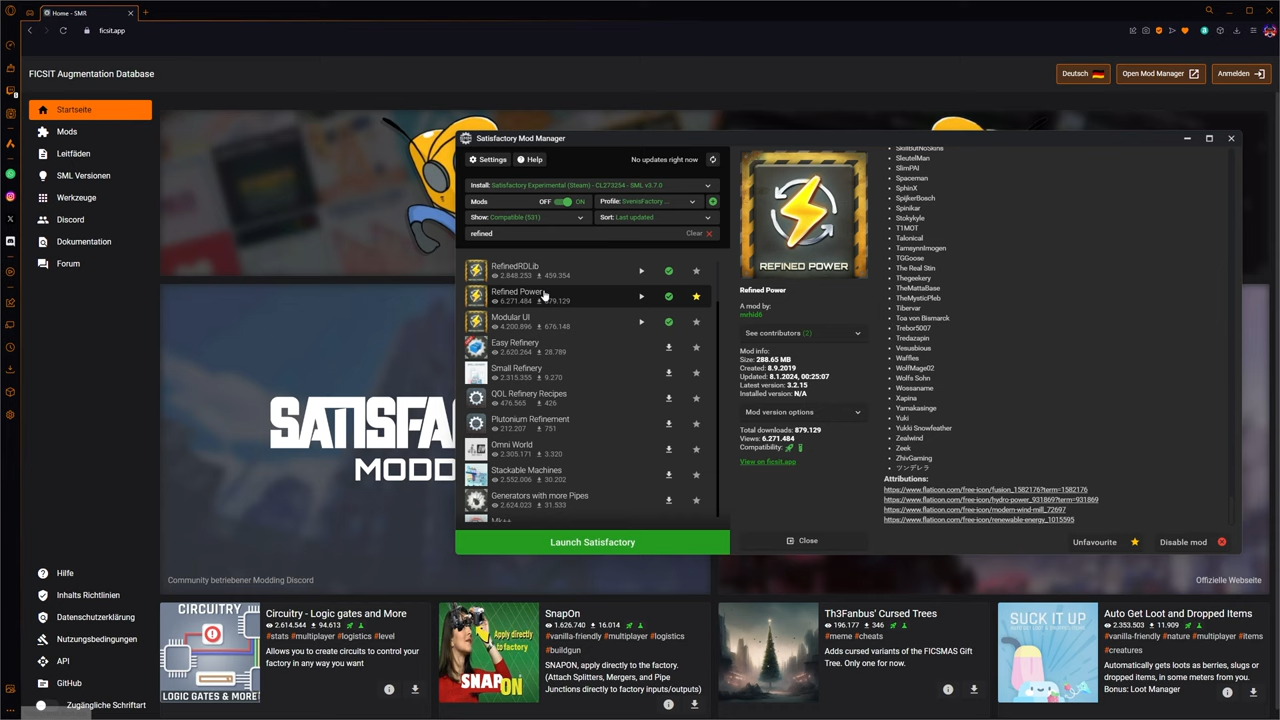 Home - SMR
ficsit.app
FICSIT Augmentation Database
Deutsch
Open Mod Manager
Anmelden
Startseite
Mods
Leitfäden
SML Versionen
Werkzeuge
Discord
Dokumentation
Forum
Hilfe
Inhalts Richtlinien
Datenschutzerklärung
Nutzungsbedingungen
API
GitHub
Zugängliche Schriftart
SATISFA
MODD
Community betriebener Modding Discord
Offizielle Webseite
Satisfactory Mod Manager
Settings
Help
No updates right now
Install: Satisfactory Experimental (Steam) - CL273254 - SML v3.7.0
Mods OFF ON
Profile: SvenisFactory ...
Show: Compatible (531)
Sort: Last updated
refined
Clear
RefinedRDLib
2.848.253 459.354
Refined Power
6.271.484 879.129
Modular UI
4.200.896 676.148
Easy Refinery
2.620.264 28.789
Small Refinery
2.315.355 9.270
QOL Refinery Recipes
476.565 426
Plutonium Refinement
212.207 751
Omni World
2.305.171 3.320
Stackable Machines
2.552.006 30.202
Generators with more Pipes
2.624.023 31.533
Mk++
Launch Satisfactory
REFINED POWER
Refined Power
A mod by:
mrhid6
See contributors (2)
Mod info:
Size: 288.65 MB
Created: 8.9.2019
Updated: 8.1.2024, 00:25:07
Latest version: 3.2.15
Installed version: N/A
Mod version options
Total downloads: 879.129
Views: 6.271.484
Compatibility:
View on ficsit.app
Close
SkillButNoSkins
SleutelMan
SlimPAI
Spaceman
SphinX
SpijkerBosch
Spinikar
Stokykyle
T1MOT
Talonical
TamsynnImogen
TGGoose
The Real Stin
Thegeekery
TheMattaBase
TheMysticPleb
Tibervar
Toa von Bismarck
Trebor5007
Tredazapin
Vesusbious
Waffles
WolfMage02
Wolfs Sohn
Wossaname
Xapina
Yamakasinge
Yuki
Yukki Snowfeather
Zealwind
Zeek
ZhivGaming
ツンデレラ
Attributions:
https://www.flaticon.com/free-icon/fusion_1582176?term=1582176
https://www.flaticon.com/free-icon/hydro-power_931869?term=931869
https://www.flaticon.com/free-icon/modern-wind-mill_72697
https://www.flaticon.com/free-icon/renewable-energy_1015595
Unfavourite
Disable mod
CIRCUITRY
LOGIC GATES & MORE
Circuitry - Logic gates and More
2.614.544 94.613
#stats #multiplayer #logistics #level
Allows you to create circuits to control your
factory in any way you want
Apply directly
to factory
SNAPON
SnapOn
1.626.740 16.014
#vanilla-friendly #multiplayer #logistics
#buildgun
SNAPON, apply directly to the factory.
(Attach Splitters, Mergers, and Pipe
Junctions directly to factory inputs/outputs)
Th3Fanbus' Cursed Trees
196.177 346
#meme #cheats
Adds cursed variants of the FICSMAS Gift
Tree. Only one for now.
SUCK IT UP
AUTO GET LOOT AND DROPPED ITEMS
Auto Get Loot and Dropped Items
2.353.503 11.909
#vanilla-friendly #nature #multiplayer #items
#creatures
Automatically gets loots as berries, slugs or
dropped items, in some meters from you.
Bonus: Loot Manager